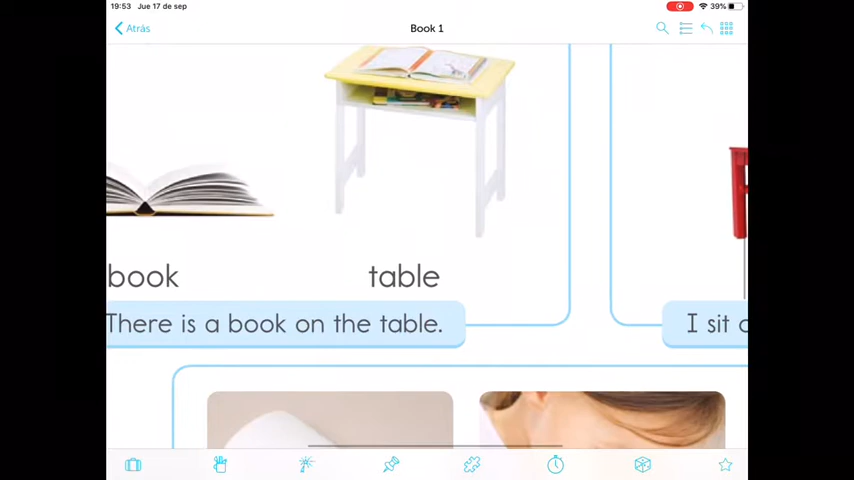 19:53 Jue 17 de sep
39%
Atrás
Book 1
book
table
There is a book on the table.
I sit